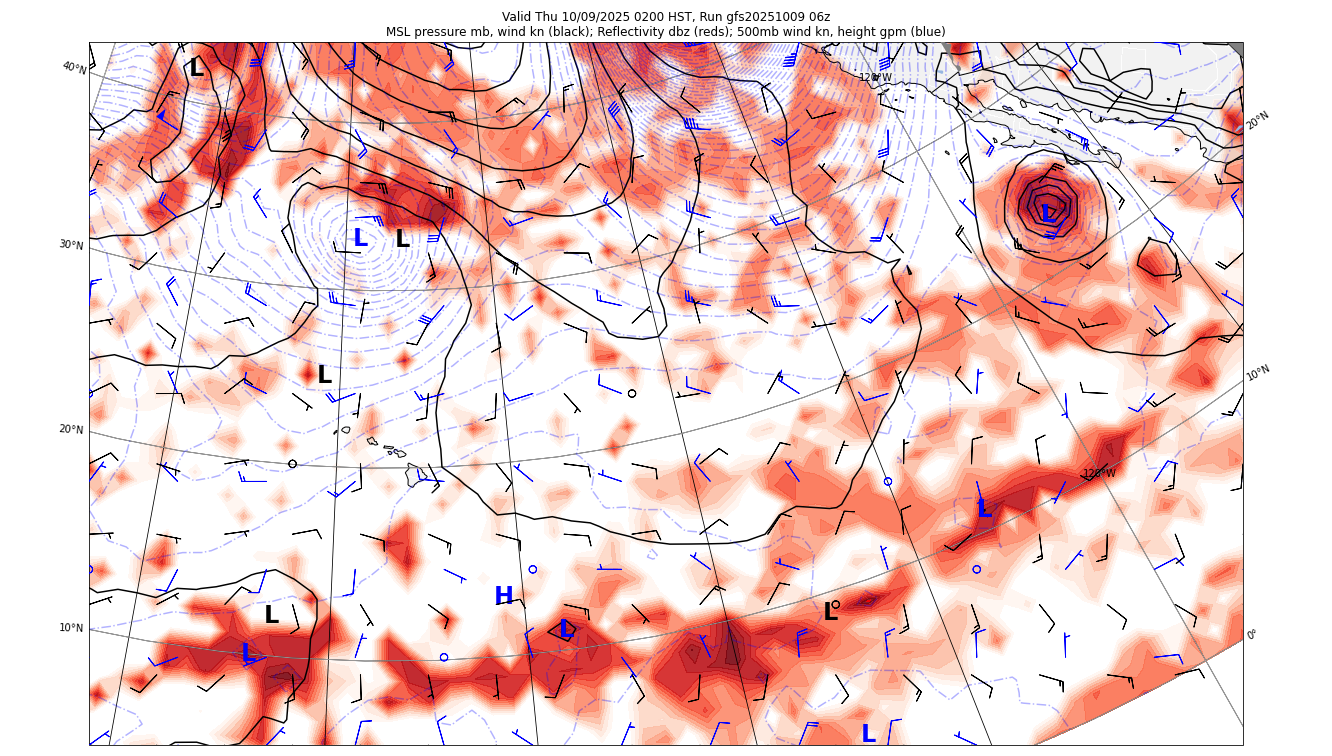 Valid Thu 10/09/2025 0200 HST, Run gfs20251009 06z
MSL pressure mb, wind kn (black); Reflectivity dbz (reds); 500mb wind kn, height gpm (blue)
40°N
L
120°W
20°N
L
30°N
L
L
L
10°N
20°N
120°W
L
H
L
L
10°N
L
L
0°
L